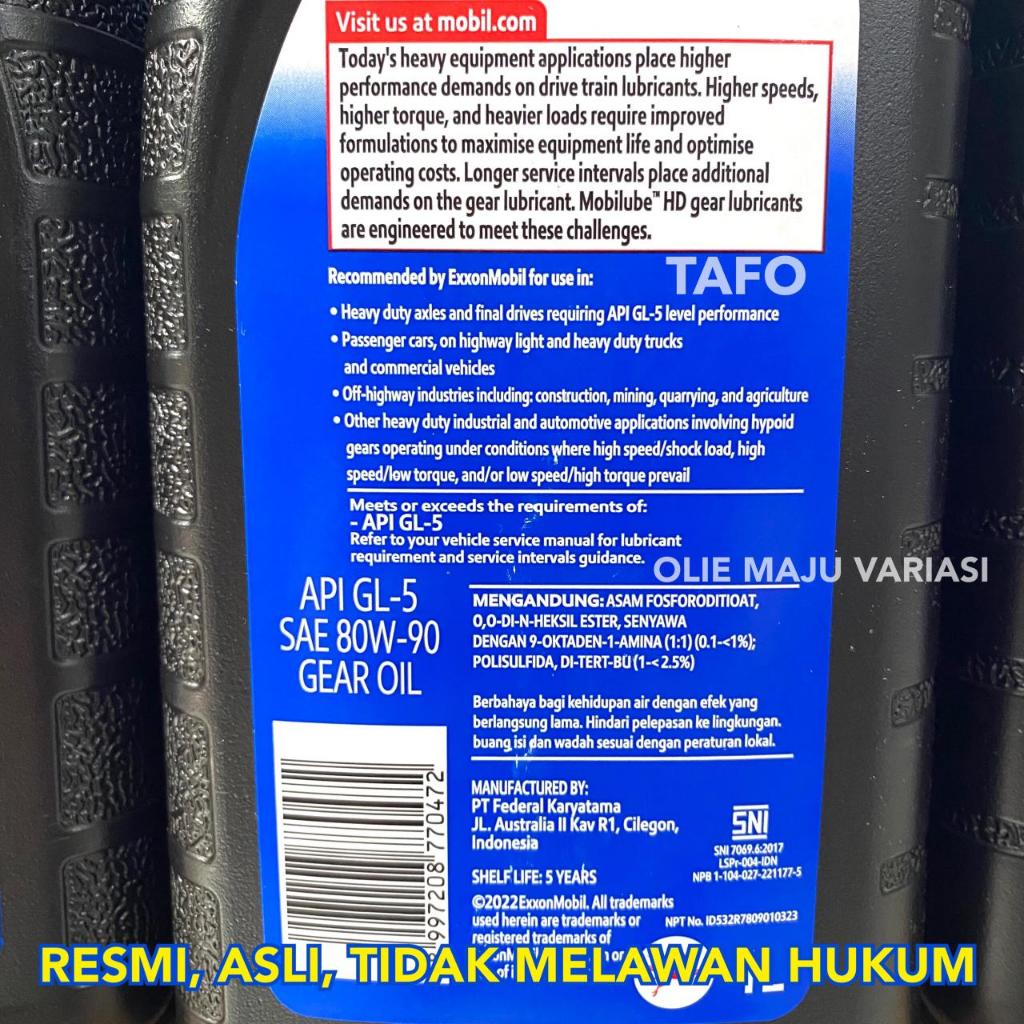 Visit us at mobil.com
Today's heavy equipment applications place higher
performance demands on drive train lubricants. Higher speeds,
higher torque, and heavier loads require improved
formulations to maximise equipment life and optimise
operating costs. Longer service intervals place additional
demands on the gear lubricant. Mobilube™ HD gear lubricants
are engineered to meet these challenges.
TAFO
Recommended by ExxonMobil for use in:
• Heavy duty axles and final drives requiring API GL-5 level performance
• Passenger cars, on highway light and heavy duty trucks
and commercial vehicles
• Off-highway industries including: construction, mining, quarrying, and agriculture
• Other heavy duty industrial and automotive applications involving hypoid
gears operating under conditions where high speed/shock load, high
speed/low torque, and/or low speed/high torque prevail
Meets or exceeds the requirements of:
- API GL-5
Refer to your vehicle service manual for lubricant
requirement and service intervals guidance.
OLIE MAJU VARIASI
API GL-5
SAE 80W-90
GEAR OIL
MENGANDUNG: ASAM FOSFORODITIOAT,
0,0-DI-N-HEKSIL ESTER, SENYAWA
DENGAN 9-OKTADEN-1-AMINA (1:1) (0.1-<1%);
POLISULFIDA, DI-TERT-BU (1-< 2.5%)
Berbahaya bagi kehidupan air dengan efek yang
berlangsung lama. Hindari pelepasan ke lingkungan.
buang isi dan wadah sesuai dengan peraturan lokal.
MANUFACTURED BY:
PT Federal Karyatama
JL. Australia II Kav R1, Cilegon,
Indonesia
SHELF LIFE: 5 YEARS
SNI
SNI 7069.6:2017
LSPr-004-IDN
NPB 1-104-027-221177-5
©2022 ExxonMobil. All trademarks
used herein are trademarks or
registered trademarks of
NPT No. ID532R7809010323
997208 770472
RESMI, ASLI, TIDAK MELAWAN HUKUM